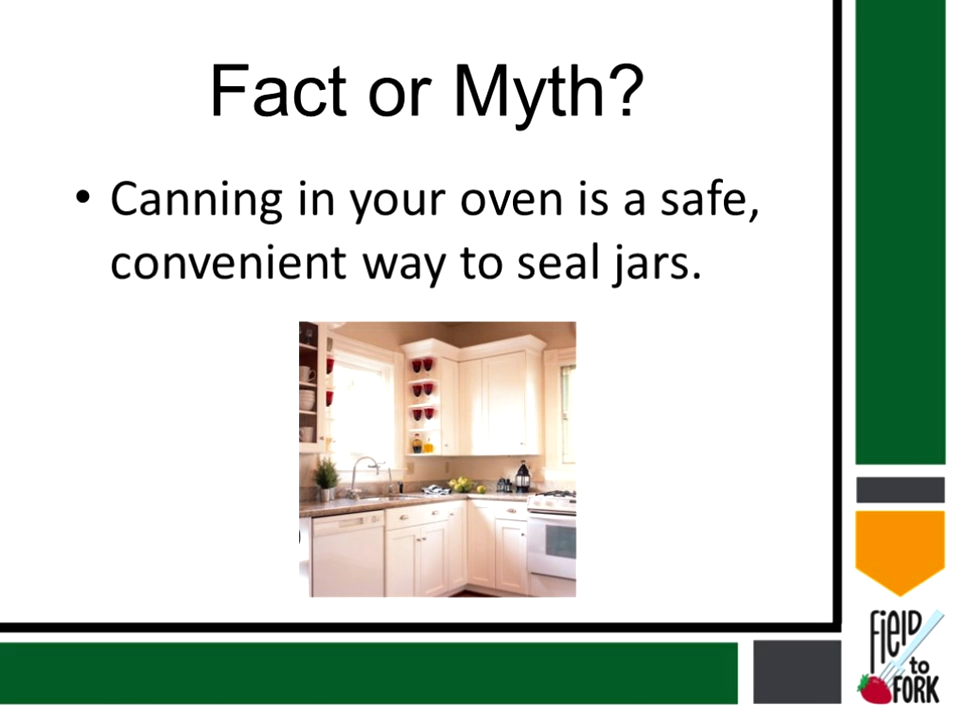 Fact or Myth?
• Canning in your oven is a safe,
convenient way to seal jars.
FiELD
to
FORK